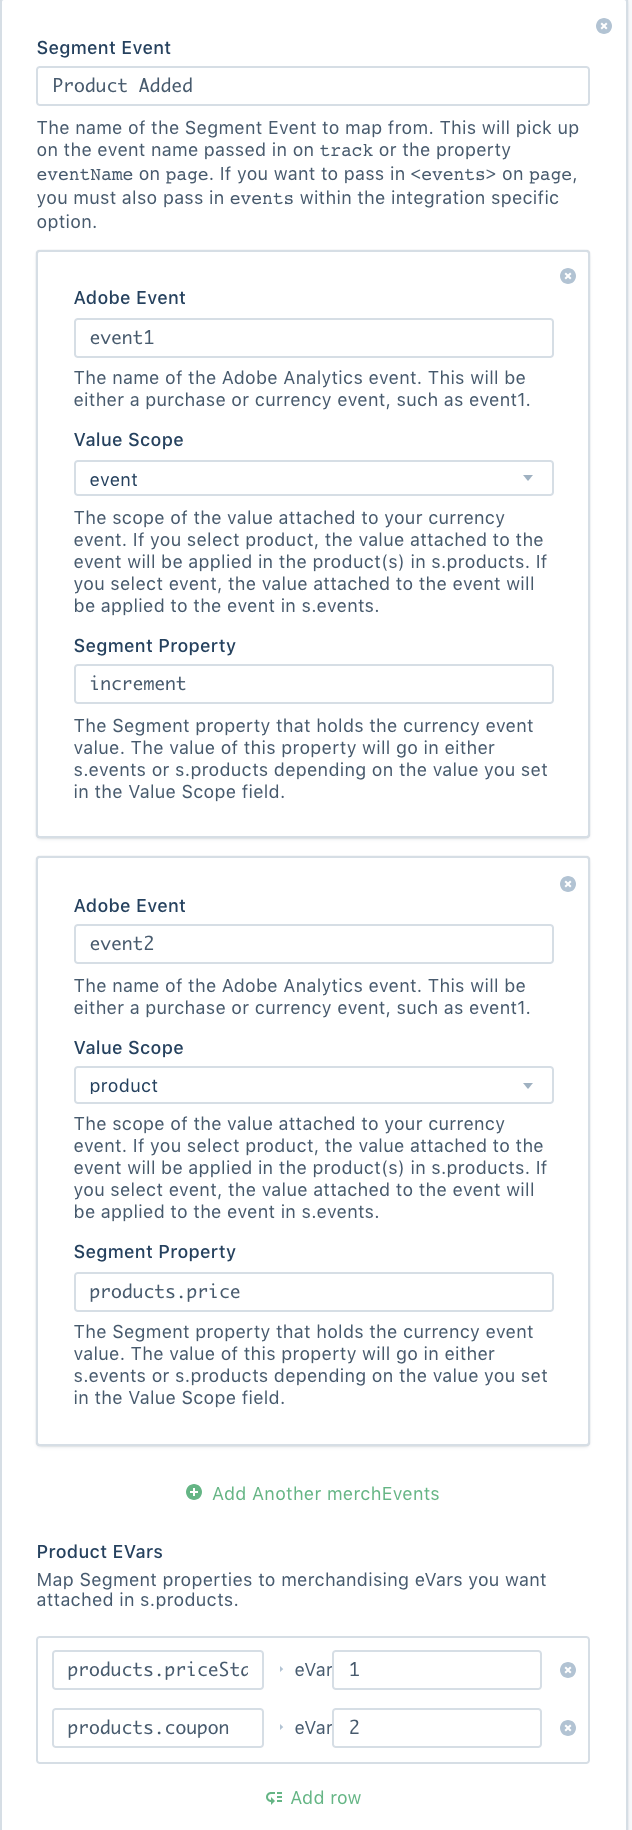 Segment Event
Product Added
The name of the Segment Event to map from. This will pick up
on the event name passed in on track or the property
eventName on page. If you want to pass in <events> on page,
you must also pass in events within the integration specific
option.
Adobe Event
event1
The name of the Adobe Analytics event. This will be
either a purchase or currency event, such as event1.
Value Scope
event
The scope of the value attached to your currency
event. If you select product, the value attached to the
event will be applied in the product(s) in s.products. If
you select event, the value attached to the event will
be applied to the event in s.events.
Segment Property
increment
The Segment property that holds the currency event
value. The value of this property will go in either
s.events or s.products depending on the value you set
in the Value Scope field.
Adobe Event
event2
The name of the Adobe Analytics event. This will be
either a purchase or currency event, such as event1.
Value Scope
product
The scope of the value attached to your currency
event. If you select product, the value attached to the
event will be applied in the product(s) in s.products. If
you select event, the value attached to the event will
be applied to the event in s.events.
Segment Property
products.price
The Segment property that holds the currency event
value. The value of this property will go in either
s.events or s.products depending on the value you set
in the Value Scope field.
Add Another merchEvents
Product EVars
Map Segment properties to merchandising eVars you want
attached in s.products.
products.priceSta eVar 1
products.coupon eVar 2
Add row